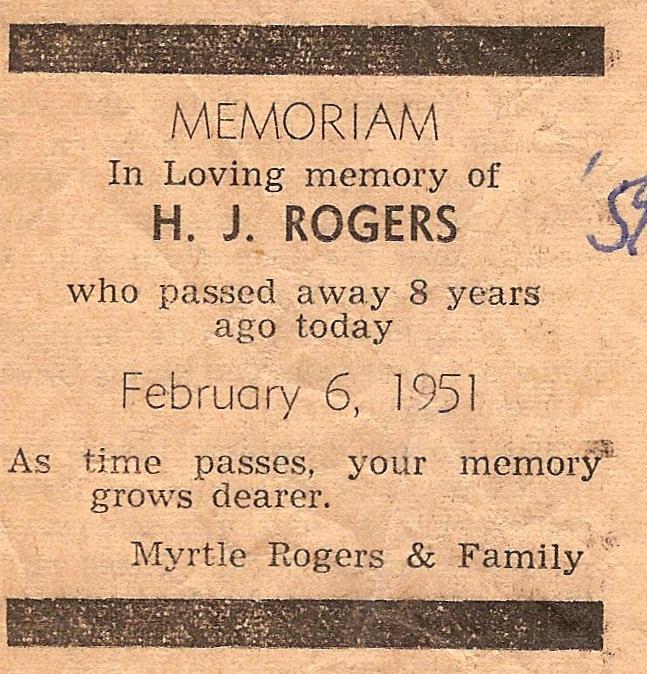 MEMORIAM
In Loving memory of
H. J. ROGERS
who passed away 8 years
ago today
February 6, 1951
As time passes, your memory
grows dearer.
Myrtle Rogers & Family
'59